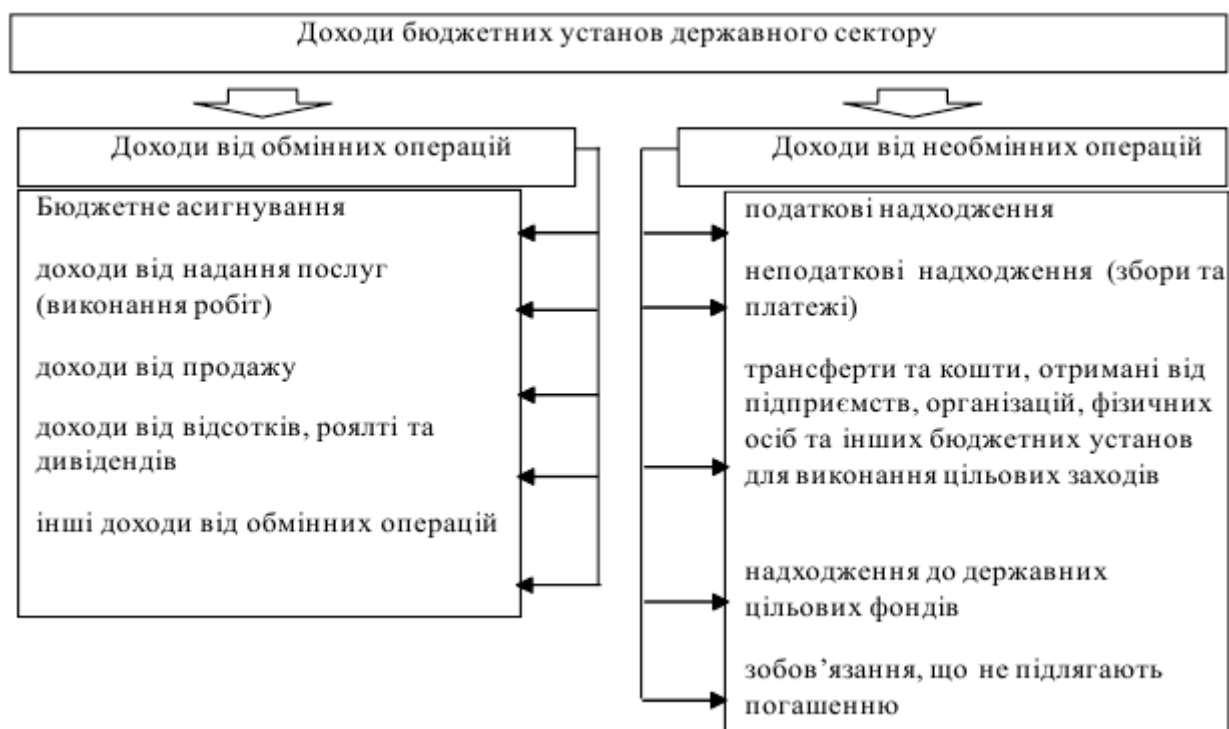 Доходи бюджетних установ державного сектору
Доходи від обмінних операцій
Бюджетне асигнування
доходи від надання послуг
(виконання робіт)
доходи від продажу
доходи від відсотків, роялті та
дивідендів
інші доходи від обмінних операцій
Доходи від необмінних операцій
податкові надходження
неподаткові надходження (збори та
платежі)
трансферти та кошти, отримані від
підприємств, організацій, фізичних
осіб та інших бюджетних установ
для виконання цільових заходів
надходження до державних
цільових фондів
зобов’язання, що не підлягають
погашенню